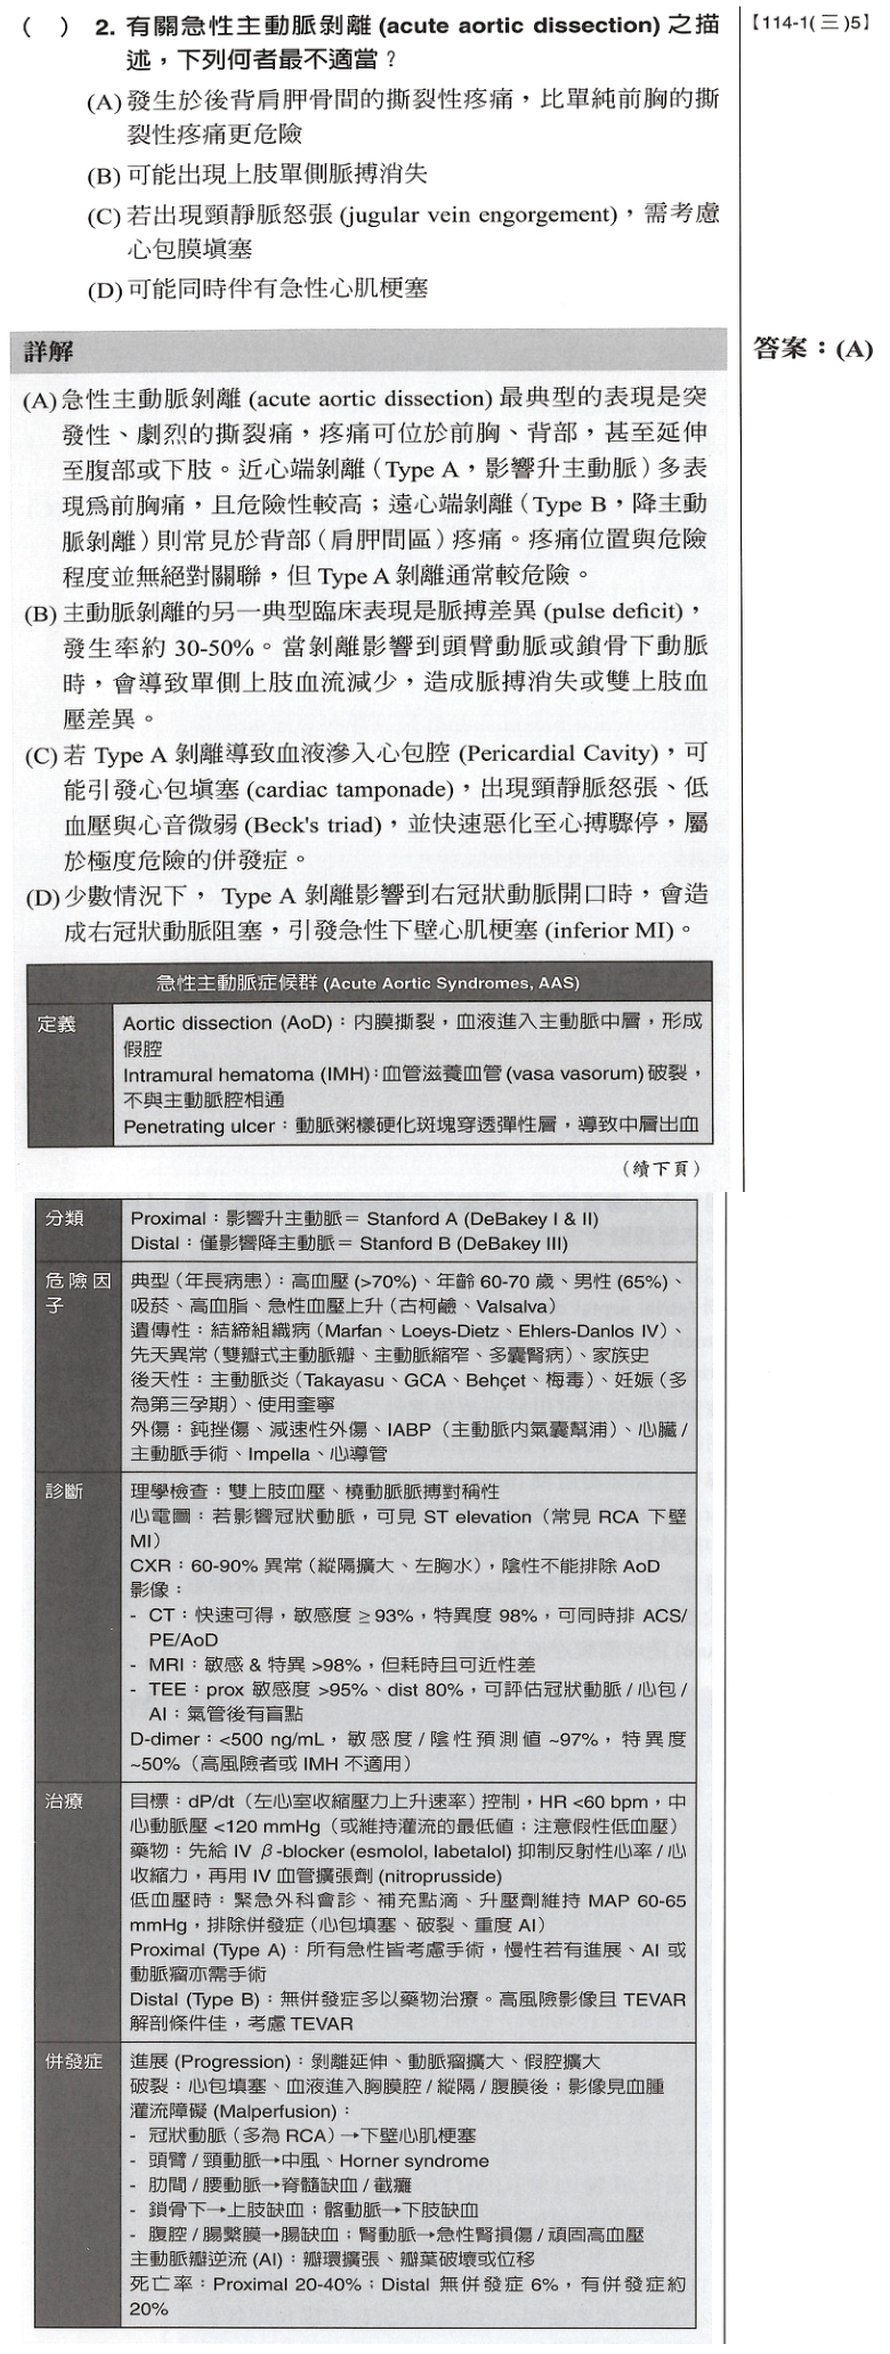 (　) 2. 有關急性主動脈剝離 (acute aortic dissection) 之描
述，下列何者最不適當？
【114-1(三)5】
(A) 發生於後背肩胛骨間的撕裂性疼痛，比單純前胸的撕
裂性疼痛更危險
(B) 可能出現上肢單側脈搏消失
(C) 若出現頸靜脈怒張 (jugular vein engorgement)，需考慮
心包膜填塞
(D) 可能同時伴有急性心肌梗塞
詳解
答案：(A)
(A) 急性主動脈剝離 (acute aortic dissection) 最典型的表現是突
發性、劇烈的撕裂痛，疼痛可位於前胸、背部，甚至延伸
至腹部或下肢。近心端剝離（Type A，影響升主動脈）多表
現為前胸痛，且危險性較高；遠心端剝離（Type B，降主動
脈剝離）則常見於背部（肩胛間區）疼痛。疼痛位置與危險
程度並無絕對關聯，但 Type A 剝離通常較危險。
(B) 主動脈剝離的另一典型臨床表現是脈搏差異 (pulse deficit)，
發生率約 30-50%。當剝離影響到頭臂動脈或鎖骨下動脈
時，會導致單側上肢血流減少，造成脈搏消失或雙上肢血
壓差異。
(C) 若 Type A 剝離導致血液滲入心包腔 (Pericardial Cavity)，可
能引發心包填塞 (cardiac tamponade)，出現頸靜脈怒張、低
血壓與心音微弱 (Beck's triad)，並快速惡化至心搏驟停，屬
於極度危險的併發症。
(D) 少數情況下， Type A 剝離影響到右冠狀動脈開口時，會造
成右冠狀動脈阻塞，引發急性下壁心肌梗塞 (inferior MI)。
急性主動脈症候群 (Acute Aortic Syndromes, AAS)
定義
Aortic dissection (AoD)：內膜撕裂，血液進入主動脈中層，形成
假腔
Intramural hematoma (IMH)：血管滋養血管 (vasa vasorum) 破裂，
不與主動脈腔相通
Penetrating ulcer：動脈粥樣硬化斑塊穿透彈性層，導致中層出血
（續下頁）
分類
Proximal：影響升主動脈＝ Stanford A (DeBakey I & II)
Distal：僅影響降主動脈＝ Stanford B (DeBakey III)
危險因
子
典型（年長病患）：高血壓 (>70%)、年齡 60-70 歲、男性 (65%)、
吸菸、高血脂、急性血壓上升（古柯鹼、Valsalva）
遺傳性：結締組織病（Marfan、Loeys-Dietz、Ehlers-Danlos IV）、
先天異常（雙瓣式主動脈瓣、主動脈縮窄、多囊腎病）、家族史
後天性：主動脈炎（Takayasu、GCA、Behçet、梅毒）、妊娠（多
為第三孕期）、使用奎寧
外傷：鈍挫傷、減速性外傷、IABP（主動脈內氣囊幫浦）、心臟 /
主動脈手術、Impella、心導管
診斷
理學檢查：雙上肢血壓、橈動脈脈搏對稱性
心電圖：若影響冠狀動脈，可見 ST elevation（常見 RCA 下壁
MI）
CXR：60-90% 異常（縱隔擴大、左胸水），陰性不能排除 AoD
影像：
- CT：快速可得，敏感度 ≥ 93%，特異度 98%，可同時排 ACS/
PE/AoD
- MRI：敏感 & 特異 >98%，但耗時且可近性差
- TEE：prox 敏感度 >95%、dist 80%，可評估冠狀動脈 / 心包 /
AI；氣管後有盲點
D-dimer：<500 ng/mL，敏感度 / 陰性預測值 ~97%，特異度
~50%（高風險者或 IMH 不適用）
治療
目標：dP/dt（左心室收縮壓力上升速率）控制，HR <60 bpm，中
心動脈壓 <120 mmHg（或維持灌流的最低值；注意假性低血壓）
藥物：先給 IV β-blocker (esmolol, labetalol) 抑制反射性心率 / 心
收縮力，再用 IV 血管擴張劑 (nitroprusside)
低血壓時：緊急外科會診、補充點滴、升壓劑維持 MAP 60-65
mmHg，排除併發症（心包填塞、破裂、重度 AI）
Proximal (Type A)：所有急性皆考慮手術，慢性若有進展、AI 或
動脈瘤亦需手術
Distal (Type B)：無併發症多以藥物治療。高風險影像且 TEVAR
解剖條件佳，考慮 TEVAR
併發症
進展 (Progression)：剝離延伸、動脈瘤擴大、假腔擴大
破裂：心包填塞、血液進入胸膜腔 / 縱隔 / 腹膜後；影像見血腫
灌流障礙 (Malperfusion)：
- 冠狀動脈（多為 RCA）→下壁心肌梗塞
- 頭臂 / 頸動脈→中風、Horner syndrome
- 肋間 / 腰動脈→脊髓缺血 / 截癱
- 鎖骨下→上肢缺血；髂動脈→下肢缺血
- 腹腔 / 腸繫膜→腸缺血；腎動脈→急性腎損傷 / 頑固高血壓
主動脈瓣逆流 (AI)：瓣環擴張、瓣葉破壞或位移
死亡率：Proximal 20-40%；Distal 無併發症 6%，有併發症約
20%